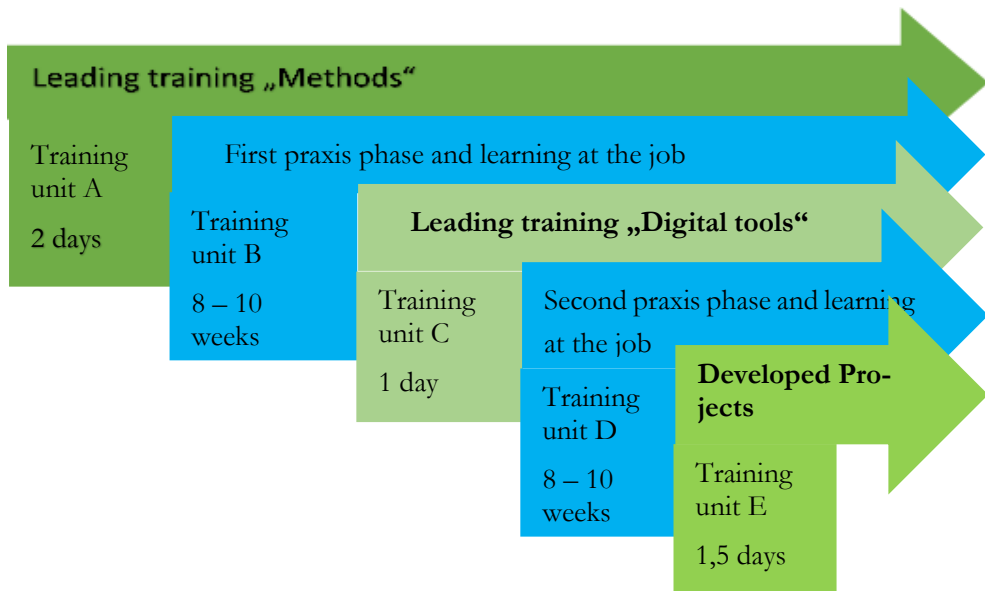 Leading training „Methods“
Training
unit A
2 days
First praxis phase and learning at the job
Training
unit B
8 – 10
weeks
Leading training „Digital tools“
Training
unit C
1 day
Second praxis phase and learning
at the job
Training
unit D
8 – 10
weeks
Developed Pro-
jects
Training
unit E
1,5 days